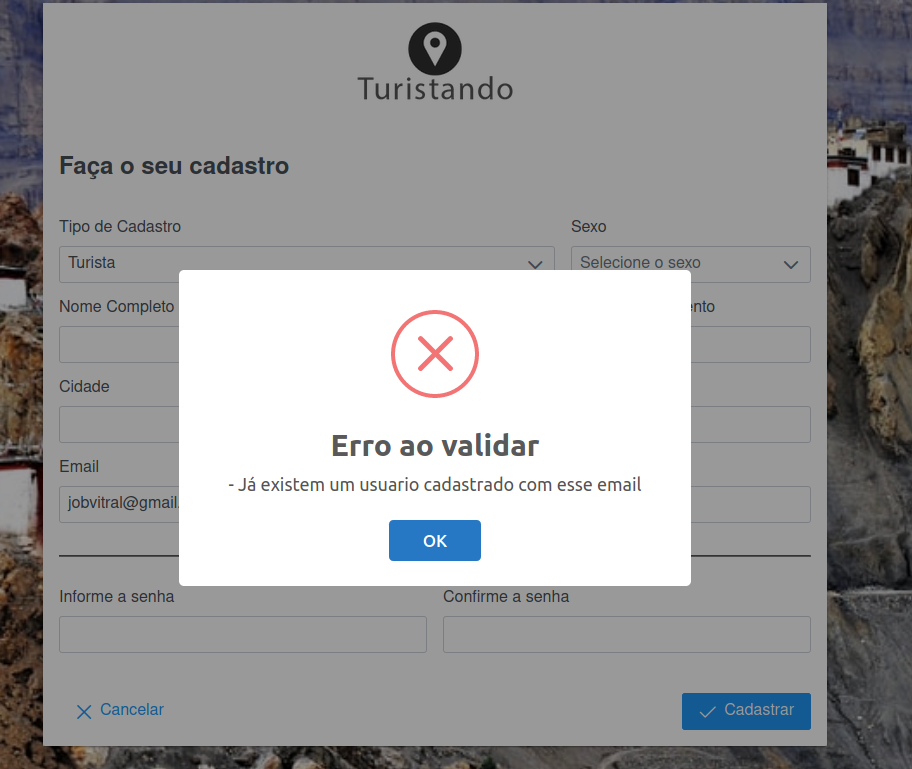 Turistando
Faça o seu cadastro
Tipo de Cadastro
Sexo
Turista
Selecione o sexo
Nome Completo
Cidade
Email
jobvitral@gmail.
Erro ao validar
- Já existem um usuario cadastrado com esse email
OK
Informe a senha
Confirme a senha
Cancelar
Cadastrar